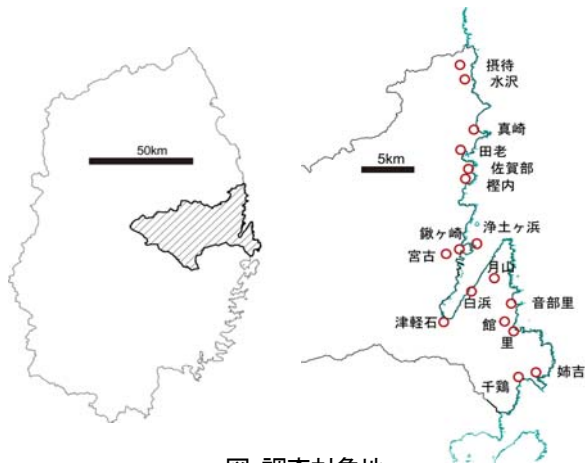 50km
5km
摂待
水沢
真崎
田老
佐賀部
樫内
鍬ヶ崎
浄土ヶ浜
宮古
月山
白浜
音部里
津軽石
館
里
姉吉
千鶏
図 調査対象地